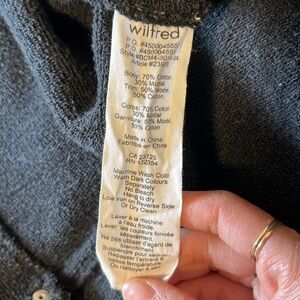 wilfred
P.O. #450004555
P.O. #450004555
Body: 70% Cotton
30% Modal
Trim: 50% Modal
50% Cotton
Corps: 70% Coton
30% Modal
Garniture: 50% Modal,
50% Coton
Made in China
Fabriqué en Chine
CA 23725
RN
Machine Wash Cold
Wash Dark Colours
Separately
No Bleach
Hang to dry
Low Iron on Reverse Side
Or Dry Clean
Laver à la machine
à l'eau froide.
Laver les couleurs foncées
séparément.
Ne pas utiliser d'agent de
blanchiment.
Suspendre pour sécher.
Repasser à l'envers à
basse température.
Ou Nettoyer à sec